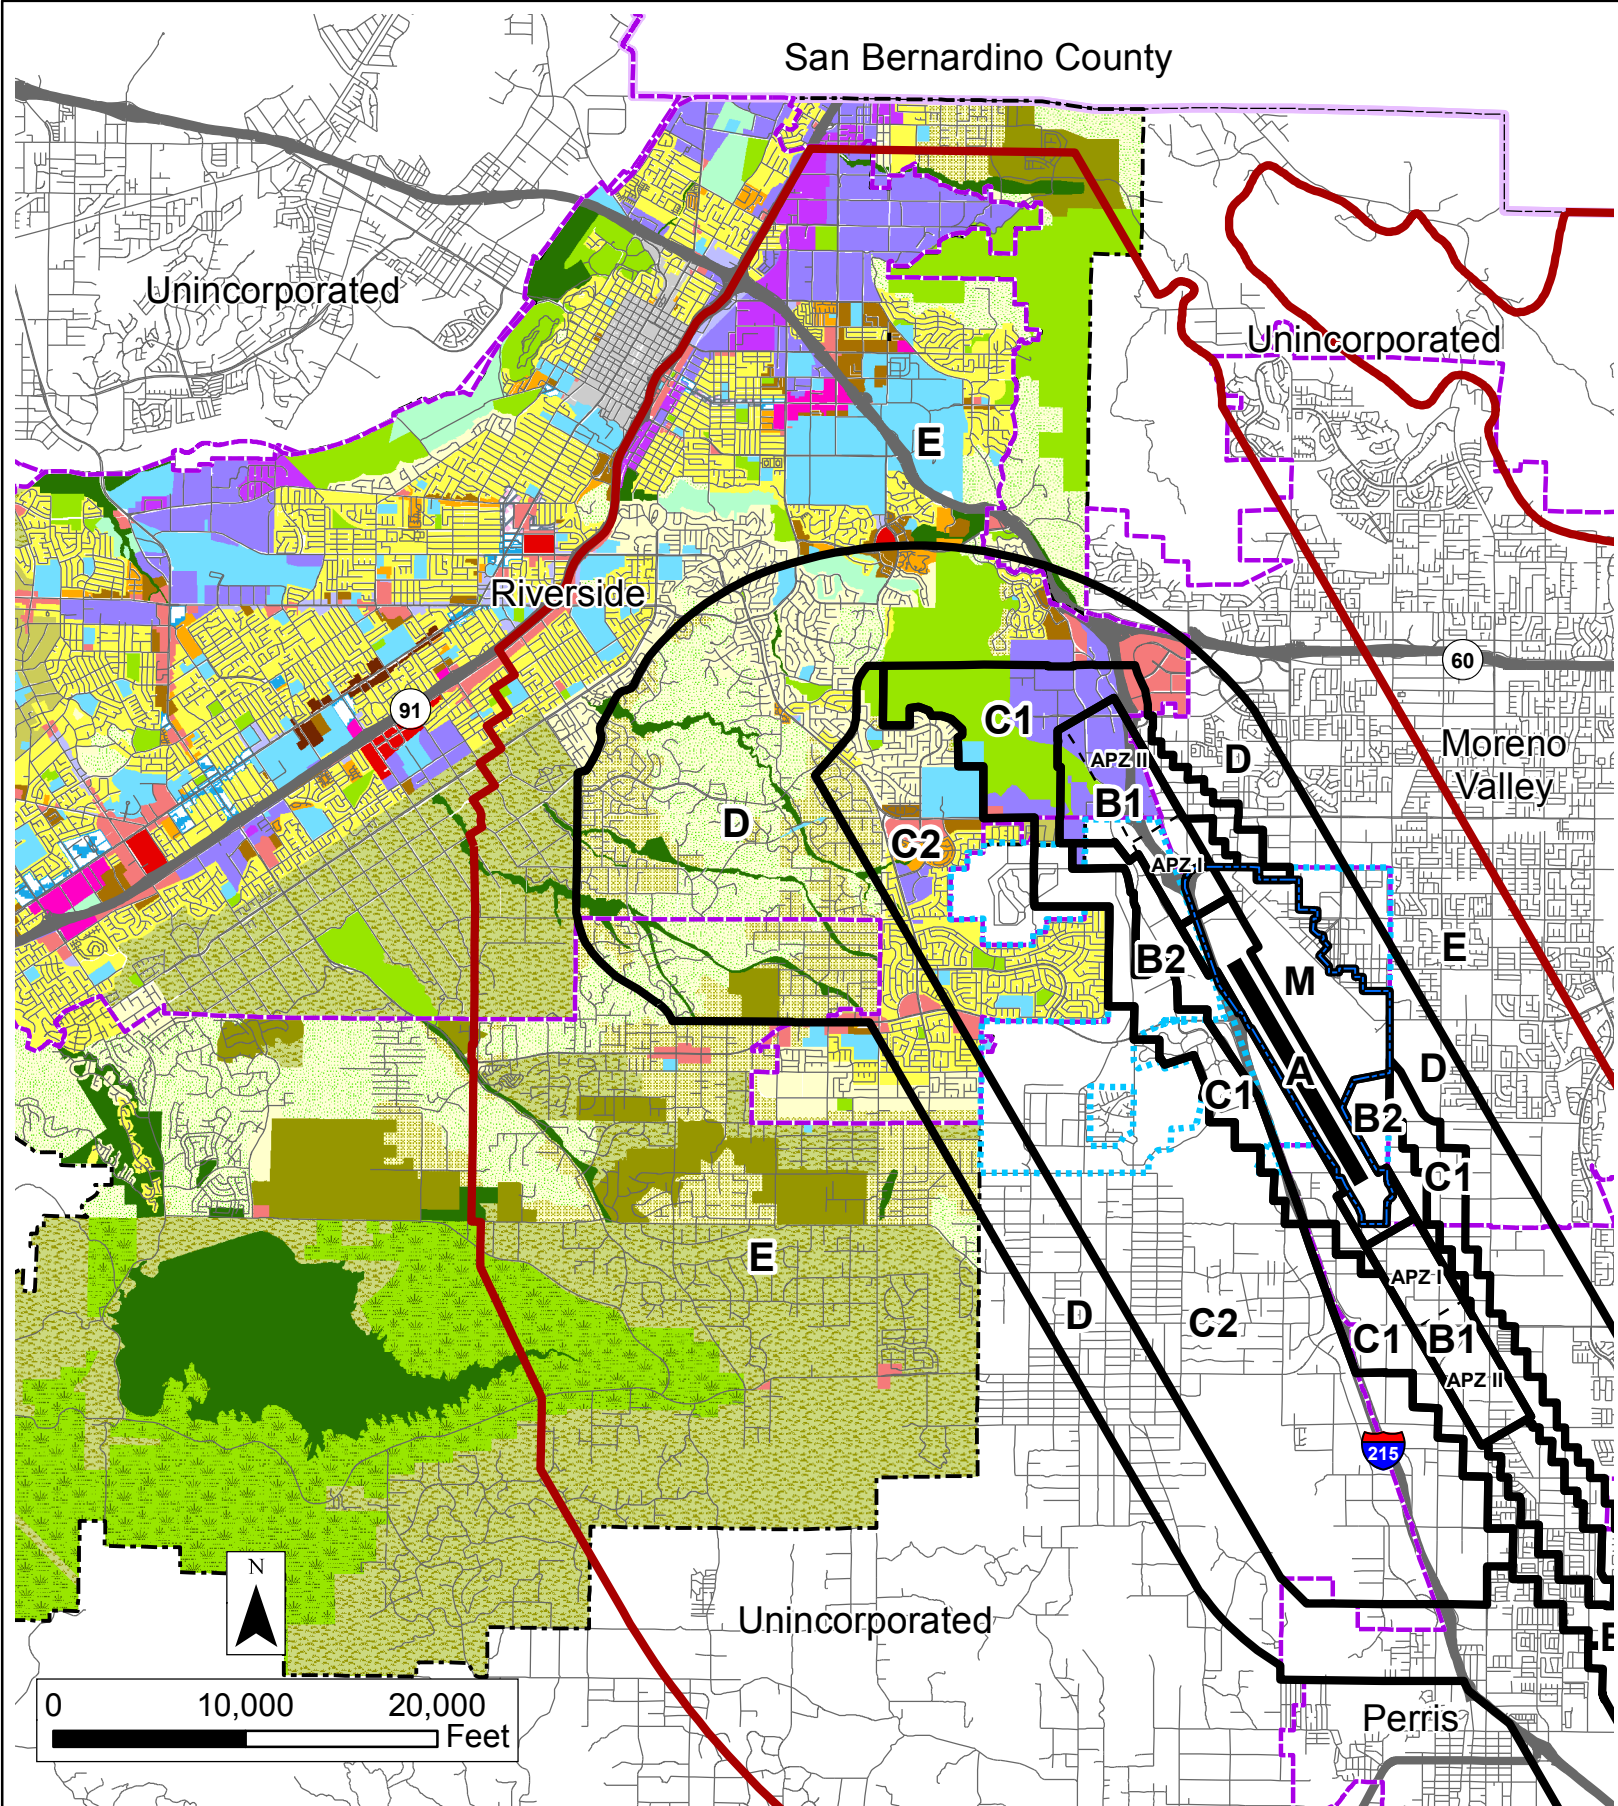 San Bernardino County
Unincorporated
Unincorporated
E
Riverside
60
91
C1
Moreno
Valley
D
APZ II
B1
D
C2
APZ I
E
B2
M
A
D
C1
B2
C1
E
APZ I
D
C2
C1
B1
APZ II
215
N
Unincorporated
0
10,000
20,000
Feet
Perris